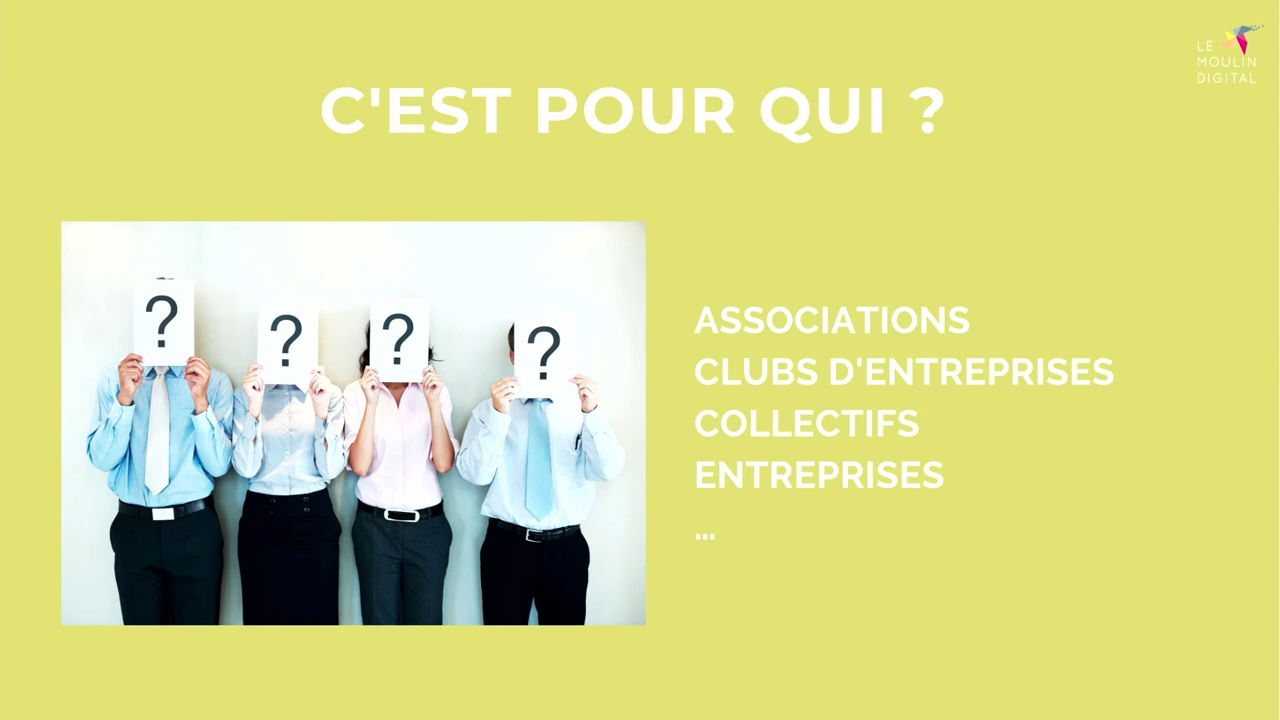 LE
MOULIN
DIGITAL
C'EST POUR QUI ?
? ? ? ?
ASSOCIATIONS
CLUBS D'ENTREPRISES
COLLECTIFS
ENTREPRISES
...